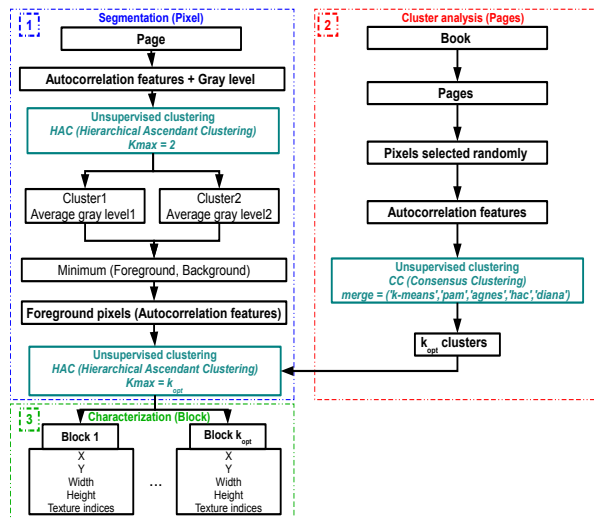 1
Segmentation (Pixel)
Page
Autocorrelation features + Gray level
Unsupervised clustering
HAC (Hierarchical Ascendant Clustering)
Kmax = 2
Cluster1
Average gray level1
Cluster2
Average gray level2
Minimum (Foreground, Background)
Foreground pixels (Autocorrelation features)
Unsupervised clustering
HAC (Hierarchical Ascendant Clustering)
Kmax = kopt
2
Cluster analysis (Pages)
Book
Pages
Pixels selected randomly
Autocorrelation features
Unsupervised clustering
CC (Consensus Clustering)
merge = ('k-means','pam','agnes','hac','diana')
kopt clusters
3
Characterization (Block)
Block 1
X
Y
Width
Height
Texture indices
...
Block kopt
X
Y
Width
Height
Texture indices